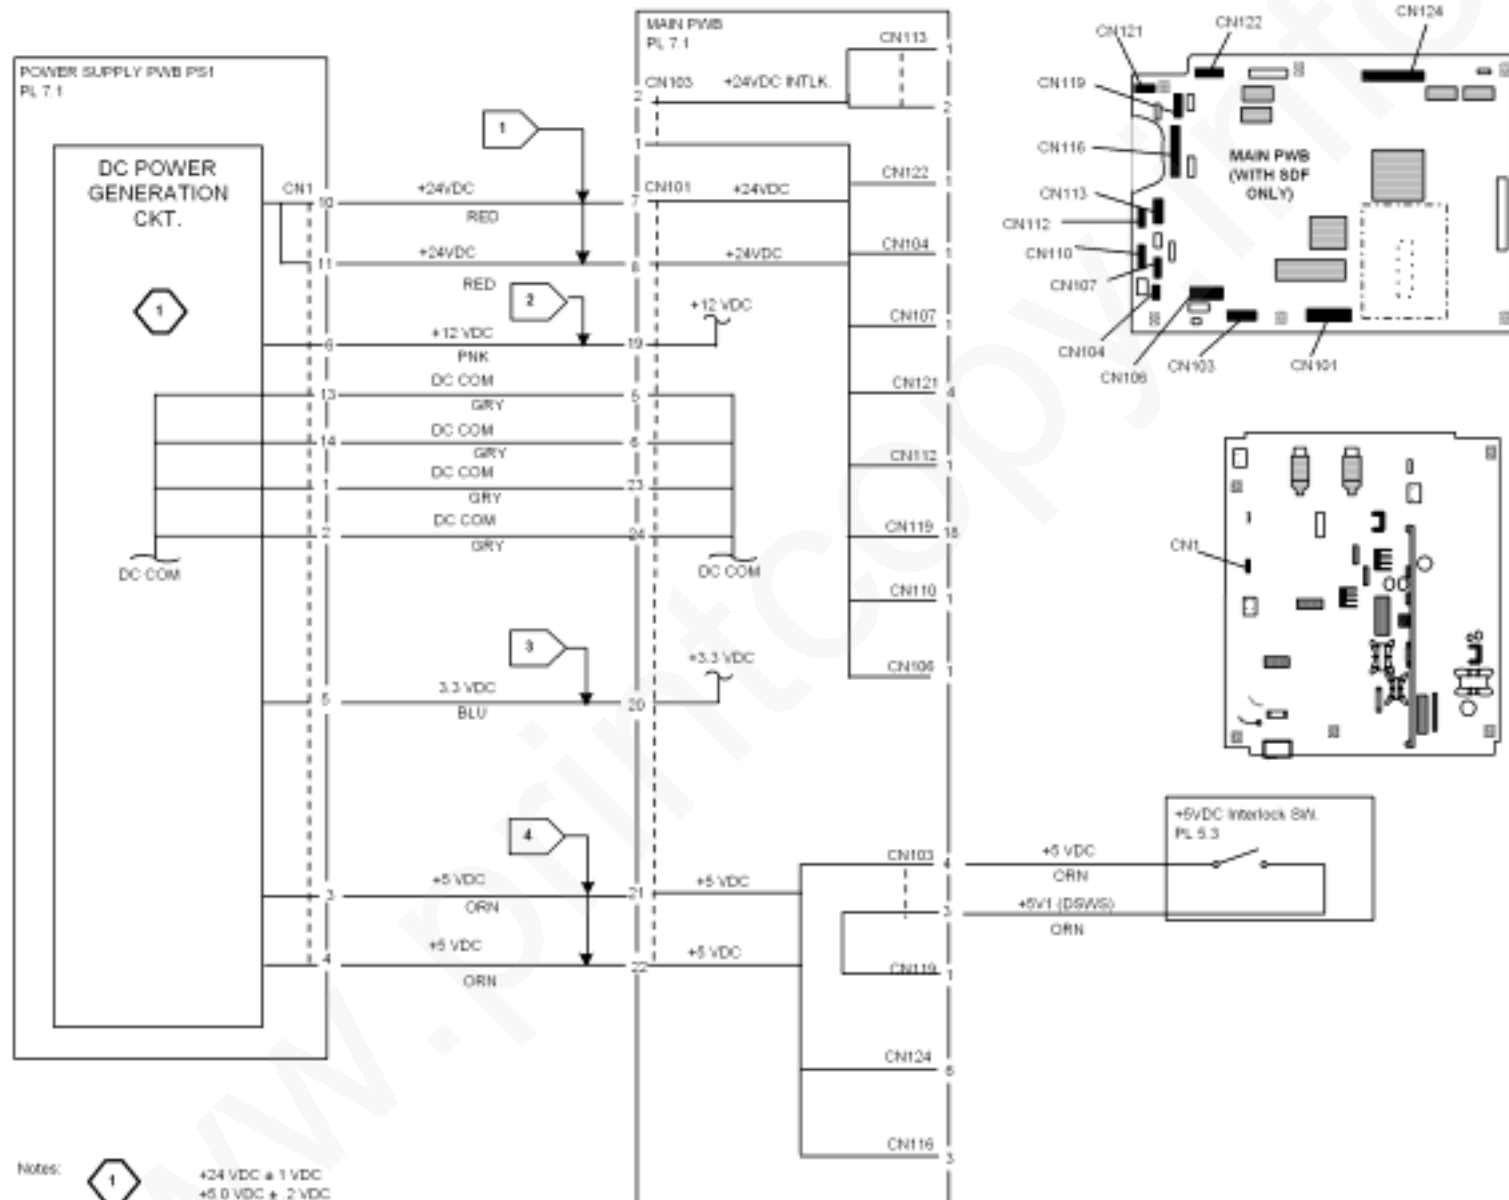 POWER SUPPLY PWB PS1
PL 7.1
DC POWER
GENERATION
CKT.
1
CN1
10
+24VDC
RED
11
+24VDC
RED
6
+12 VDC
PNK
13
DC COM
GRY
14
DC COM
GRY
1
DC COM
GRY
2
DC COM
GRY
DC COM
5
3.3 VDC
BLU
3
+5 VDC
ORN
4
+5 VDC
ORN
1
2
3
4
MAIN PWB
PL 7.1
CN103
2
+24VDC INTLK.
1
CN113
1
2
7
CN101
+24VDC
8
+24VDC
19
+12 VDC
5
6
23
24
DC COM
20
+3.3 VDC
21
+5 VDC
22
+5 VDC
CN122
1
CN104
1
CN107
1
CN121
4
CN112
1
CN119
18
CN110
1
CN106
1
CN103
4
+5 VDC
ORN
3
+5V1 (DSWS)
ORN
CN119
1
CN124
6
CN116
3
+5VDC Interlock SW.
PL 5.3
CN121
CN122
CN124
CN119
CN116
CN113
CN112
CN110
CN107
CN104
CN106
CN103
CN101
MAIN PWB
(WITH SDF
ONLY)
CN1
Notes:
1
+24 VDC ± 1 VDC
+5.0 VDC ± .2 VDC
www.printcopy.info